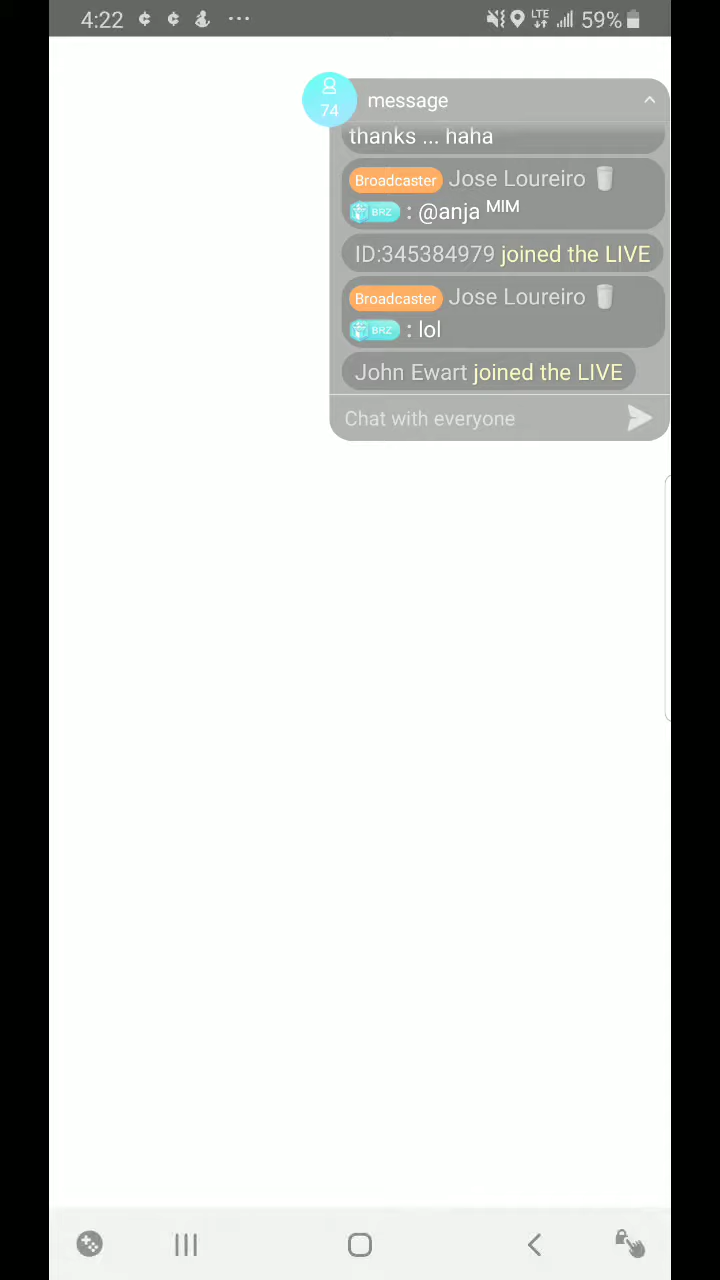 4:22
LTE
59%
74
message
thanks ... haha
Broadcaster Jose Loureiro
BRZ : @anja ᴹᴵᴹ
ID:345384979 joined the LIVE
Broadcaster Jose Loureiro
BRZ : lol
John Ewart joined the LIVE
Chat with everyone